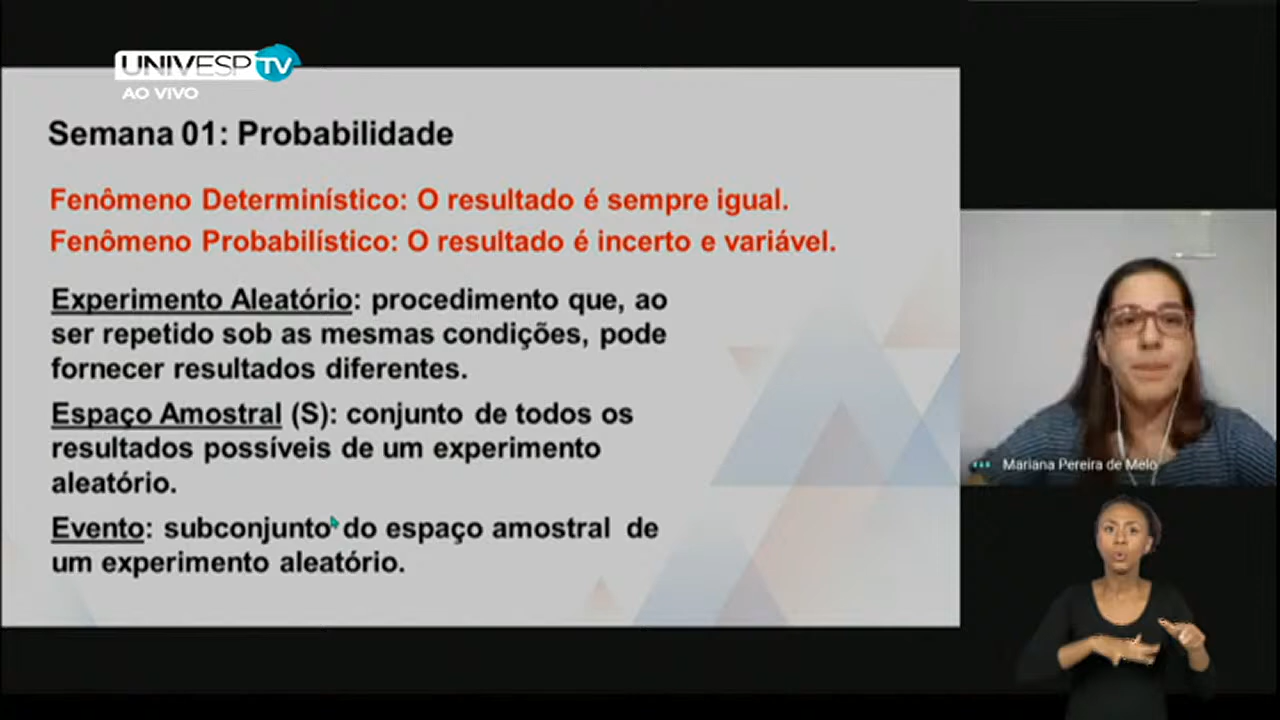 UNIVESP TV
AO VIVO
Semana 01: Probabilidade
Fenômeno Determinístico: O resultado é sempre igual.
Fenômeno Probabilístico: O resultado é incerto e variável.
Experimento Aleatório: procedimento que, ao
ser repetido sob as mesmas condições, pode
fornecer resultados diferentes.
Espaço Amostral (S): conjunto de todos os
resultados possíveis de um experimento
aleatório.
Evento: subconjunto do espaço amostral de
um experimento aleatório.
Mariana Pereira de Melo